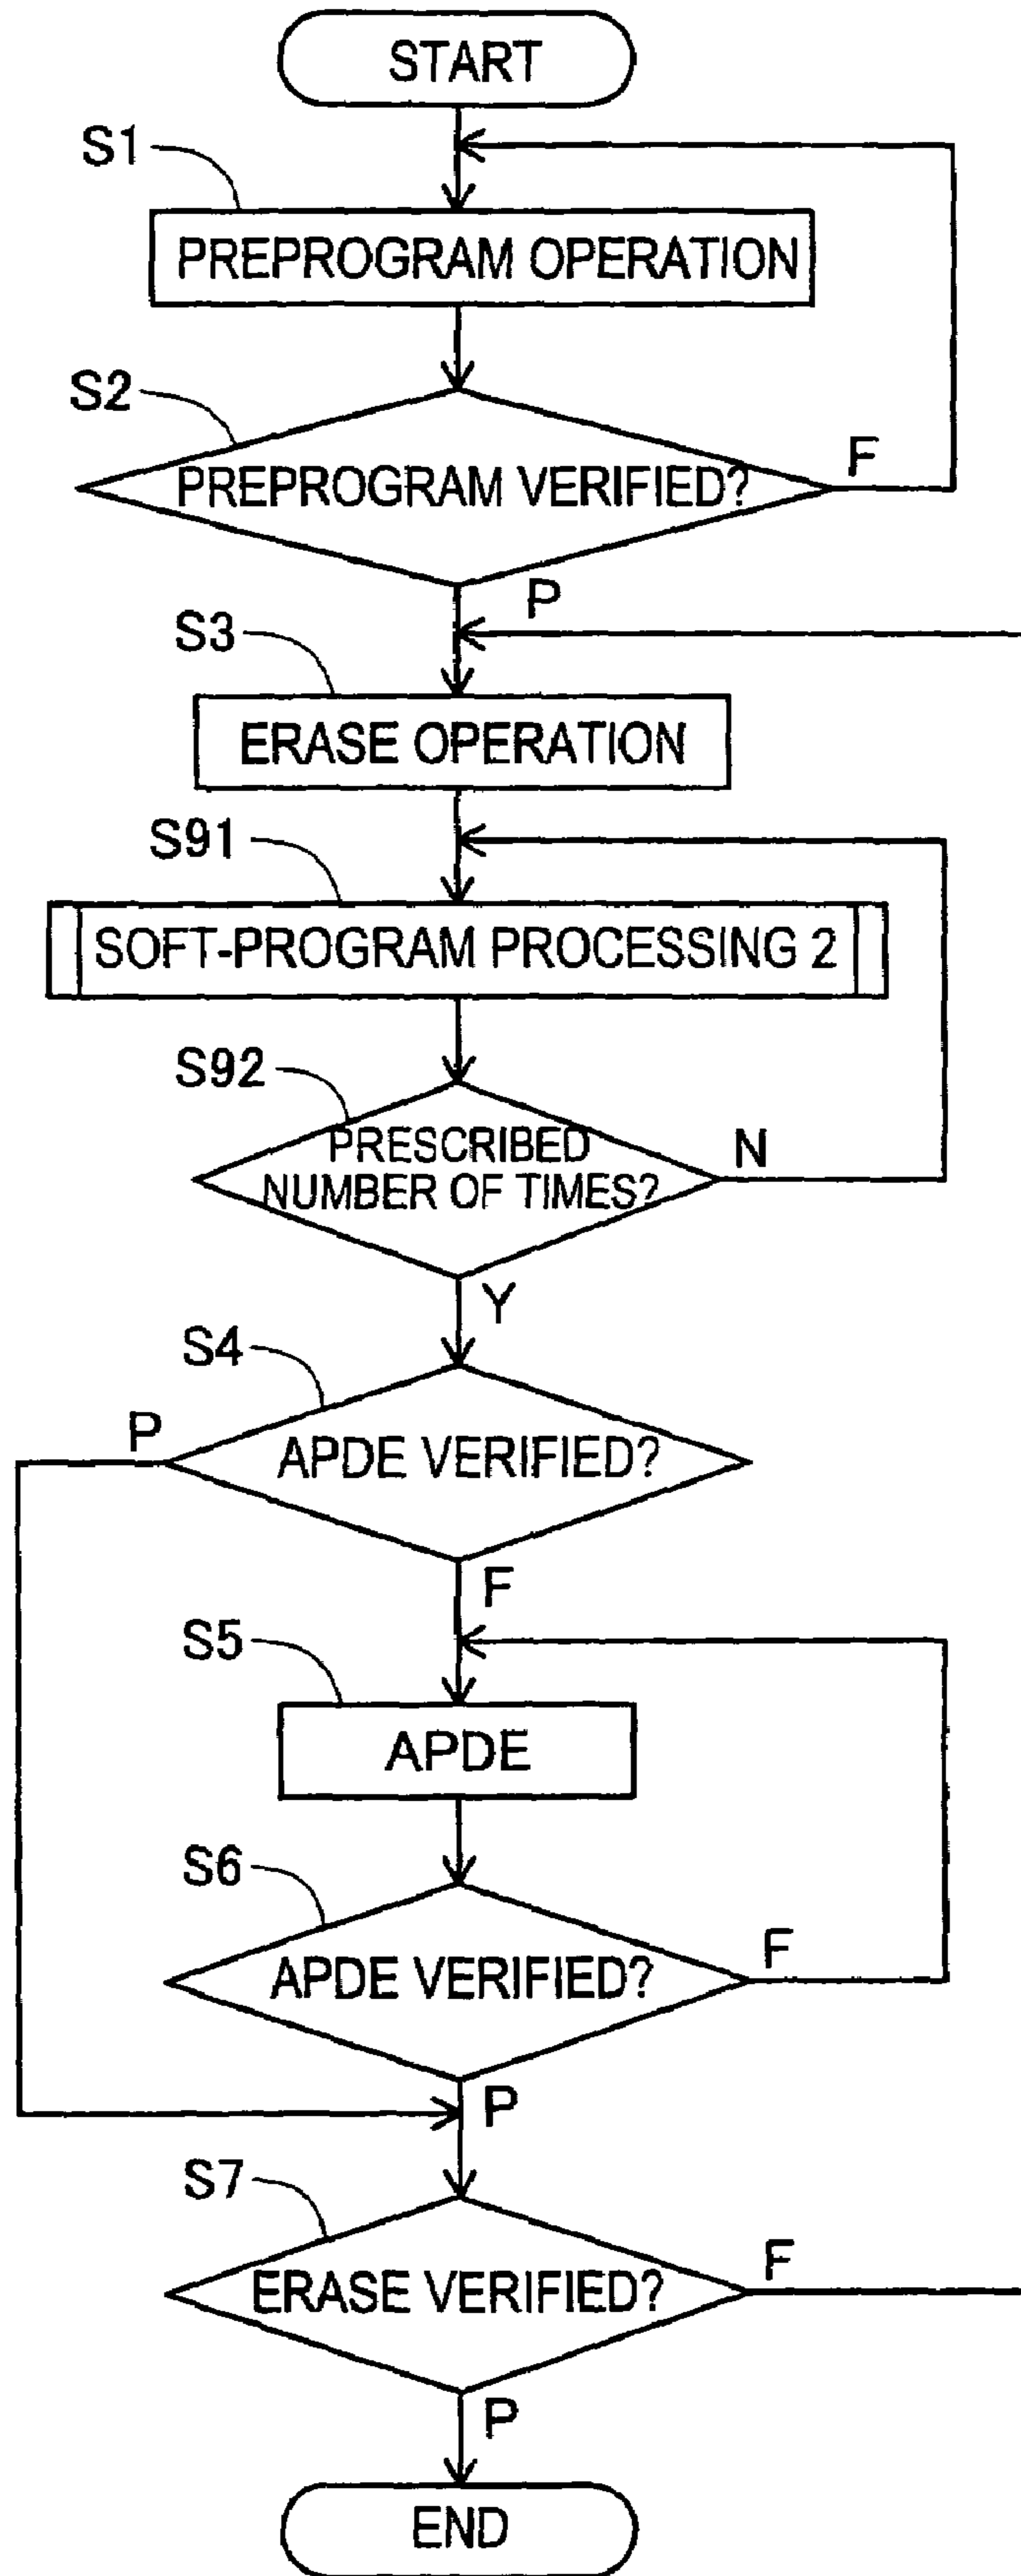 START
S1
PREPROGRAM OPERATION
S2
PREPROGRAM VERIFIED?
F
P
S3
ERASE OPERATION
S91
SOFT-PROGRAM PROCESSING 2
S92
PRESCRIBED
NUMBER OF TIMES?
N
Y
S4
P
APDE VERIFIED?
F
S5
APDE
S6
APDE VERIFIED?
F
P
S7
ERASE VERIFIED?
F
P
END